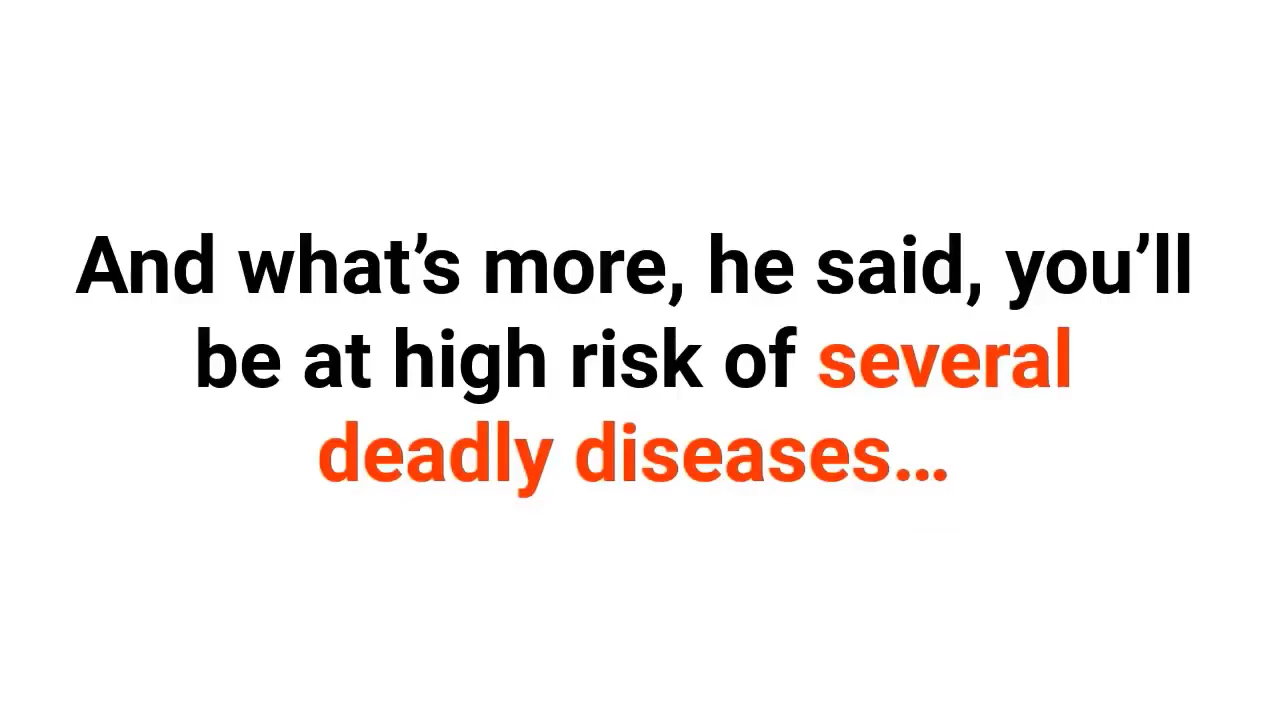 And what’s more, he said, you’ll
be at high risk of several
deadly diseases…